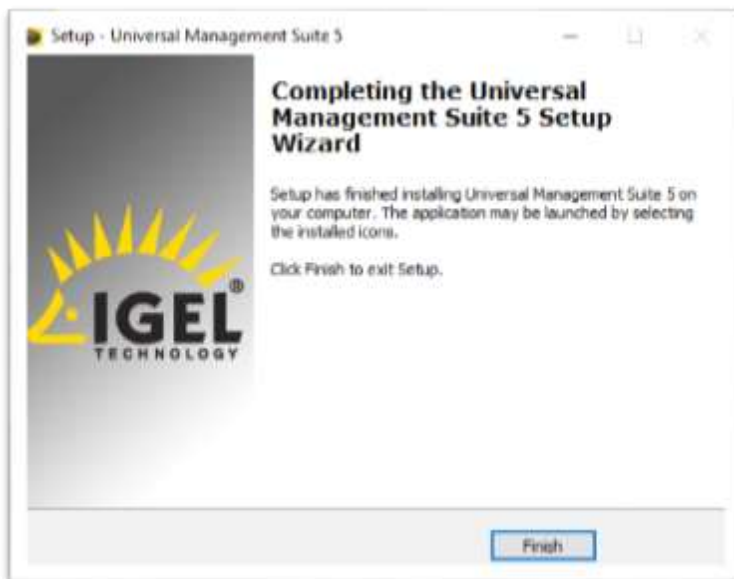 Setup - Universal Management Suite 5
Completing the Universal
Management Suite 5 Setup
Wizard
Setup has finished installing Universal Management Suite 5 on
your computer. The application may be launched by selecting
the installed icons.
Click Finish to exit Setup.
IGEL®
TECHNOLOGY
Finish